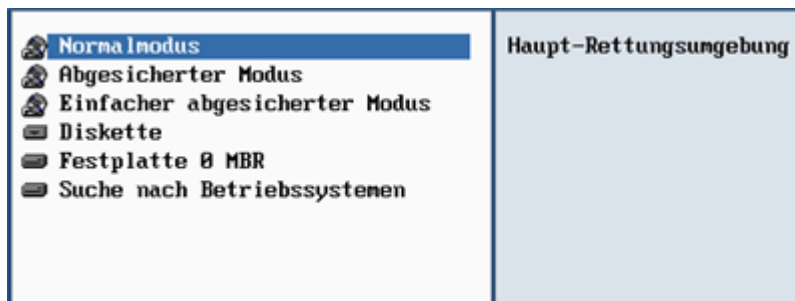 Normalmodus
Abgesicherter Modus
Einfacher abgesicherter Modus
Diskette
Festplatte 0 MBR
Suche nach Betriebssystemen
Haupt-Rettungsumgebung